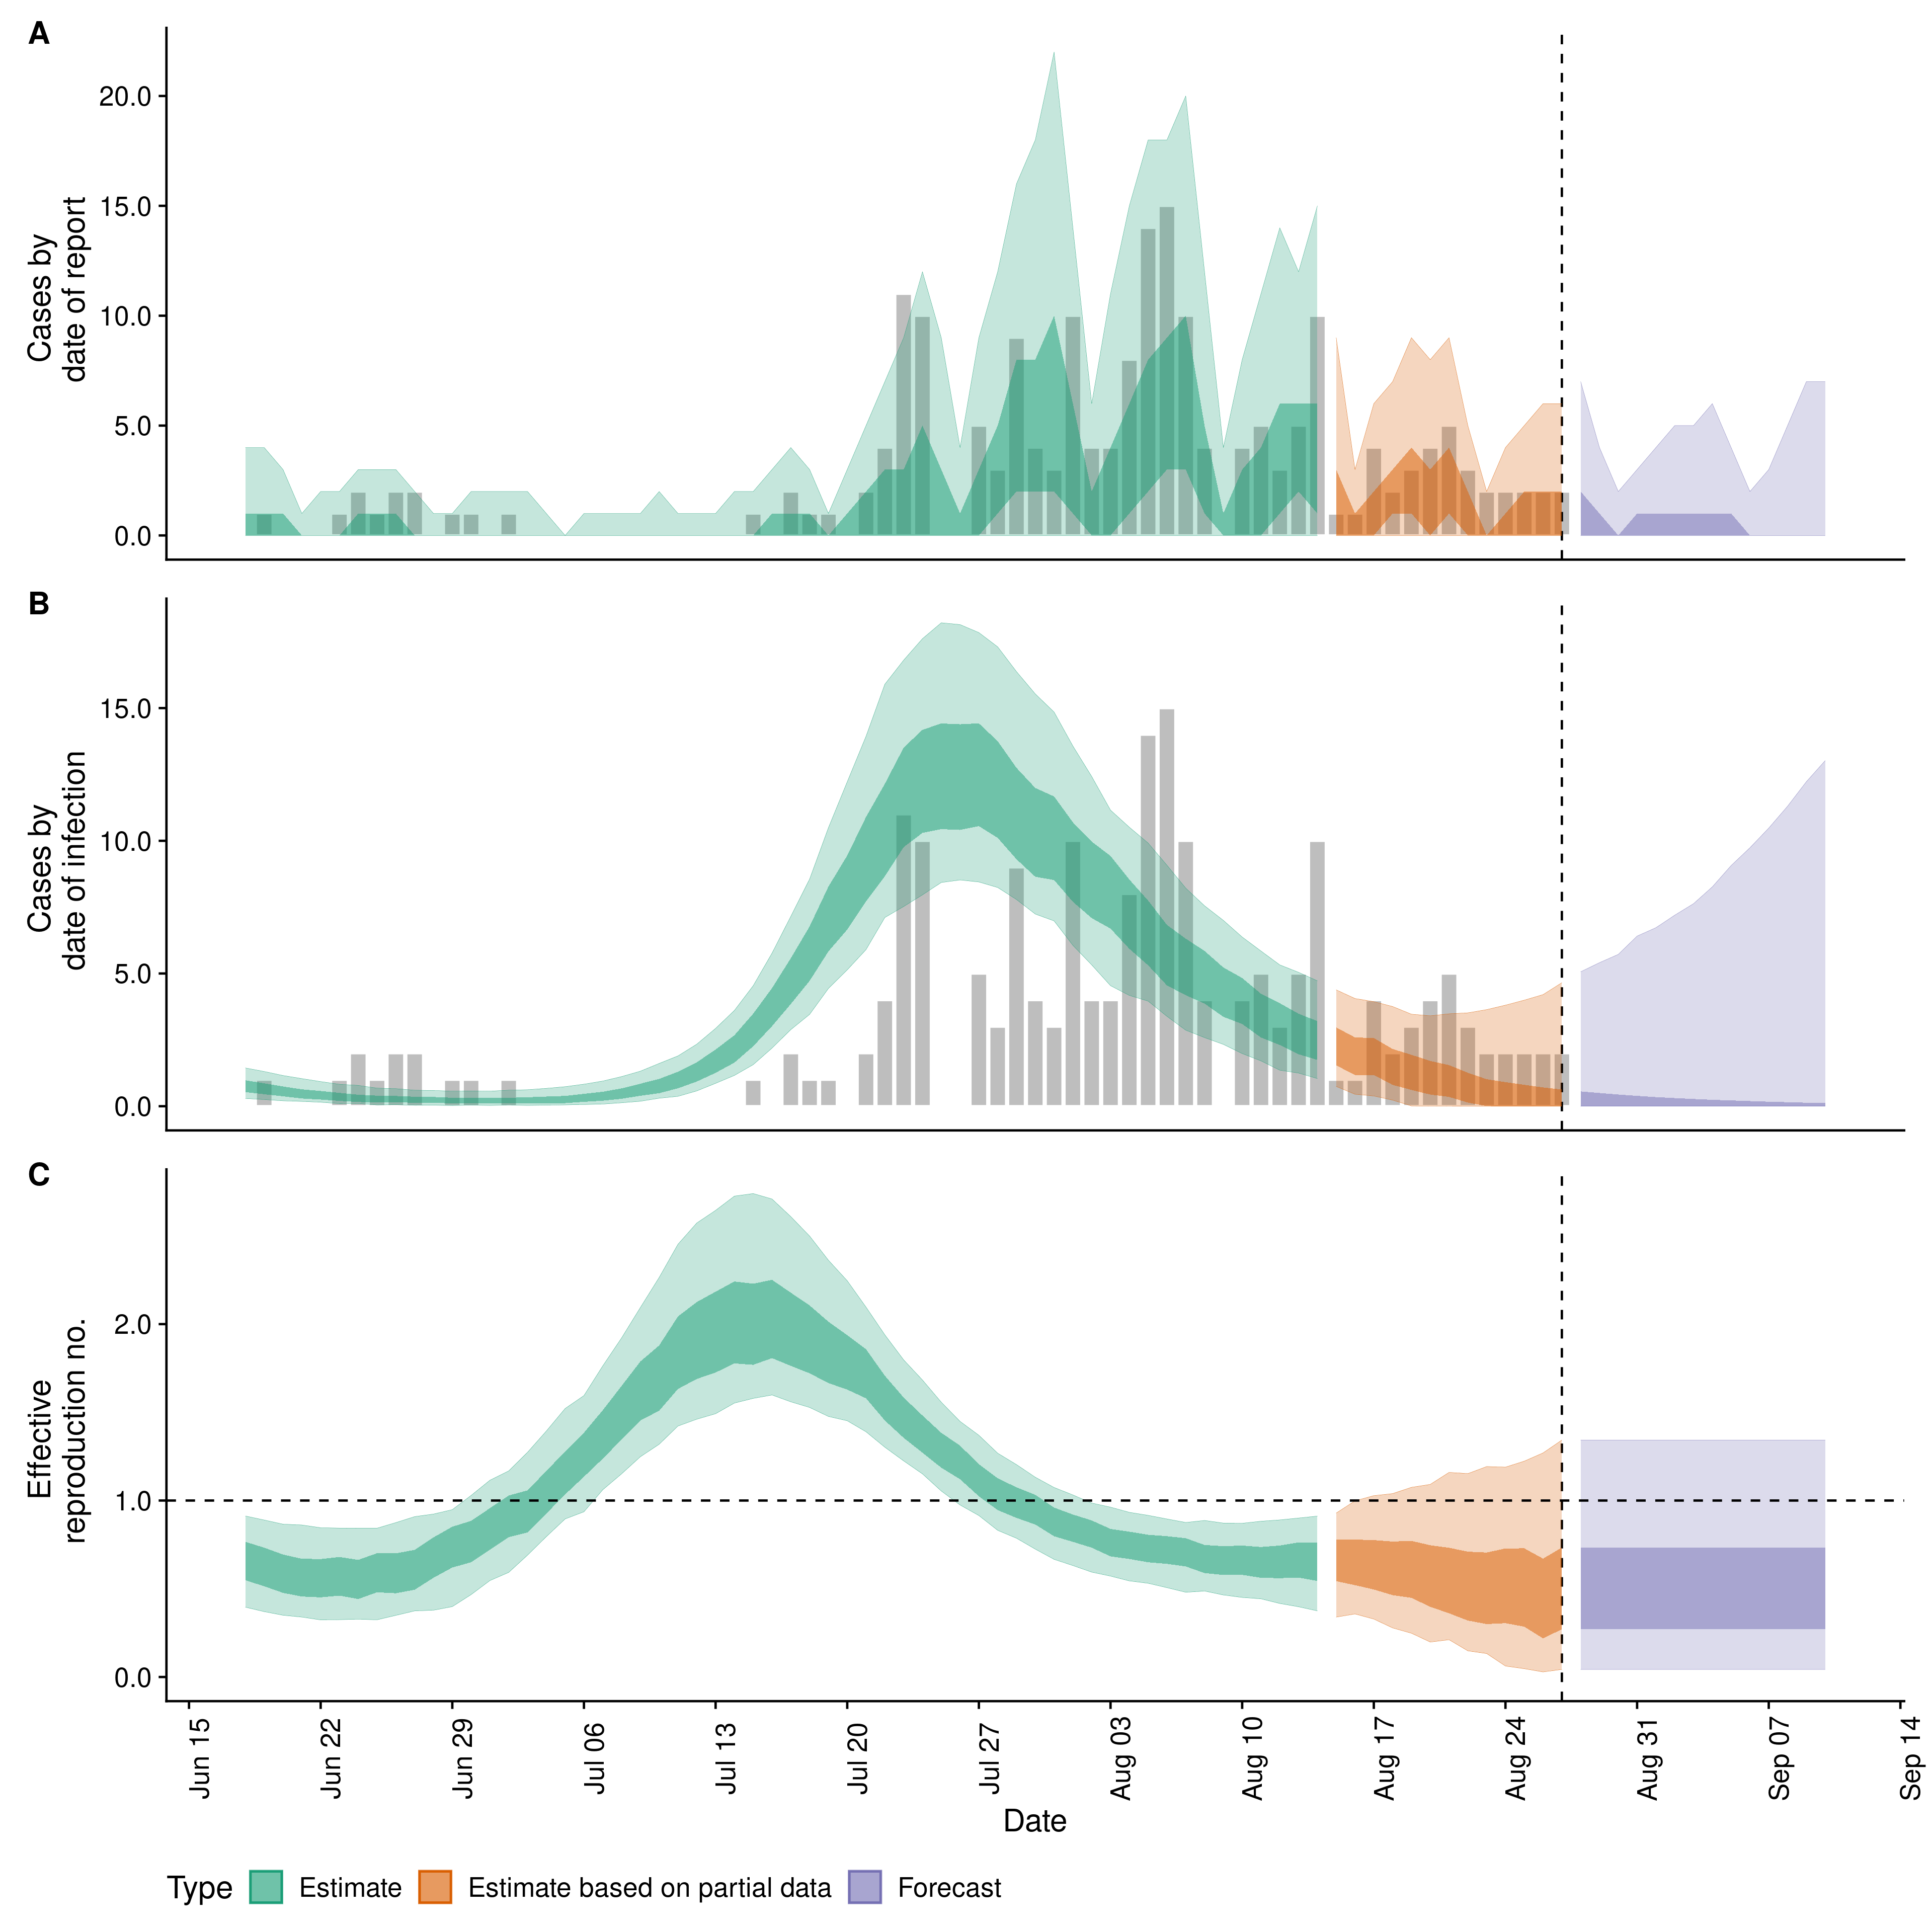 A
20.0
15.0
10.0
5.0
0.0
Cases by
date of report
B
15.0
10.0
5.0
0.0
Cases by
date of infection
C
2.0
1.0
0.0
Effective
reproduction no.
Jun 15
Jun 22
Jun 29
Jul 06
Jul 13
Jul 20
Jul 27
Aug 03
Aug 10
Aug 17
Aug 24
Aug 31
Sep 07
Sep 14
Date
Type Estimate Estimate based on partial data Forecast